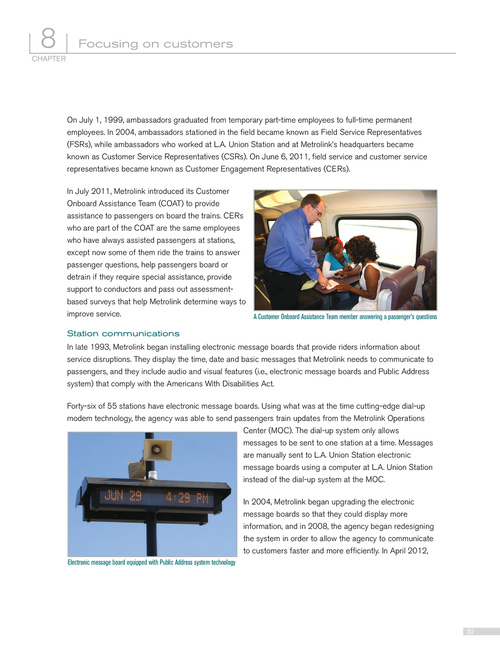 8
CHAPTER
Focusing on customers
On July 1, 1999, ambassadors graduated from temporary part-time employees to full-time permanent
employees. In 2004, ambassadors stationed in the field became known as Field Service Representatives
(FSRs), while ambassadors who worked at L.A. Union Station and at Metrolink's headquarters became
known as Customer Service Representatives (CSRs). On June 6, 2011, field service and customer service
representatives became known as Customer Engagement Representatives (CERs).
In July 2011, Metrolink introduced its Customer
Onboard Assistance Team (COAT) to provide
assistance to passengers on board the trains. CERs
who are part of the COAT are the same employees
who have always assisted passengers at stations,
except now some of them ride the trains to answer
passenger questions, help passengers board or
detrain if they require special assistance, provide
support to conductors and pass out assessment-
based surveys that help Metrolink determine ways to
improve service.
A Customer Onboard Assistance Team member answering a passenger's questions
Station communications
In late 1993, Metrolink began installing electronic message boards that provide riders information about
service disruptions. They display the time, date and basic messages that Metrolink needs to communicate to
passengers, and they include audio and visual features (i.e., electronic message boards and Public Address
system) that comply with the Americans With Disabilities Act.
Forty-six of 55 stations have electronic message boards. Using what was at the time cutting-edge dial-up
modem technology, the agency was able to send passengers train updates from the Metrolink Operations
Center (MOC). The dial-up system only allows
messages to be sent to one station at a time. Messages
are manually sent to L.A. Union Station electronic
message boards using a computer at L.A. Union Station
instead of the dial-up system at the MOC.
JUN 29 4:29 PM
Electronic message board equipped with Public Address system technology
In 2004, Metrolink began upgrading the electronic
message boards so that they could display more
information, and in 2008, the agency began redesigning
the system in order to allow the agency to communicate
to customers faster and more efficiently. In April 2012,
33